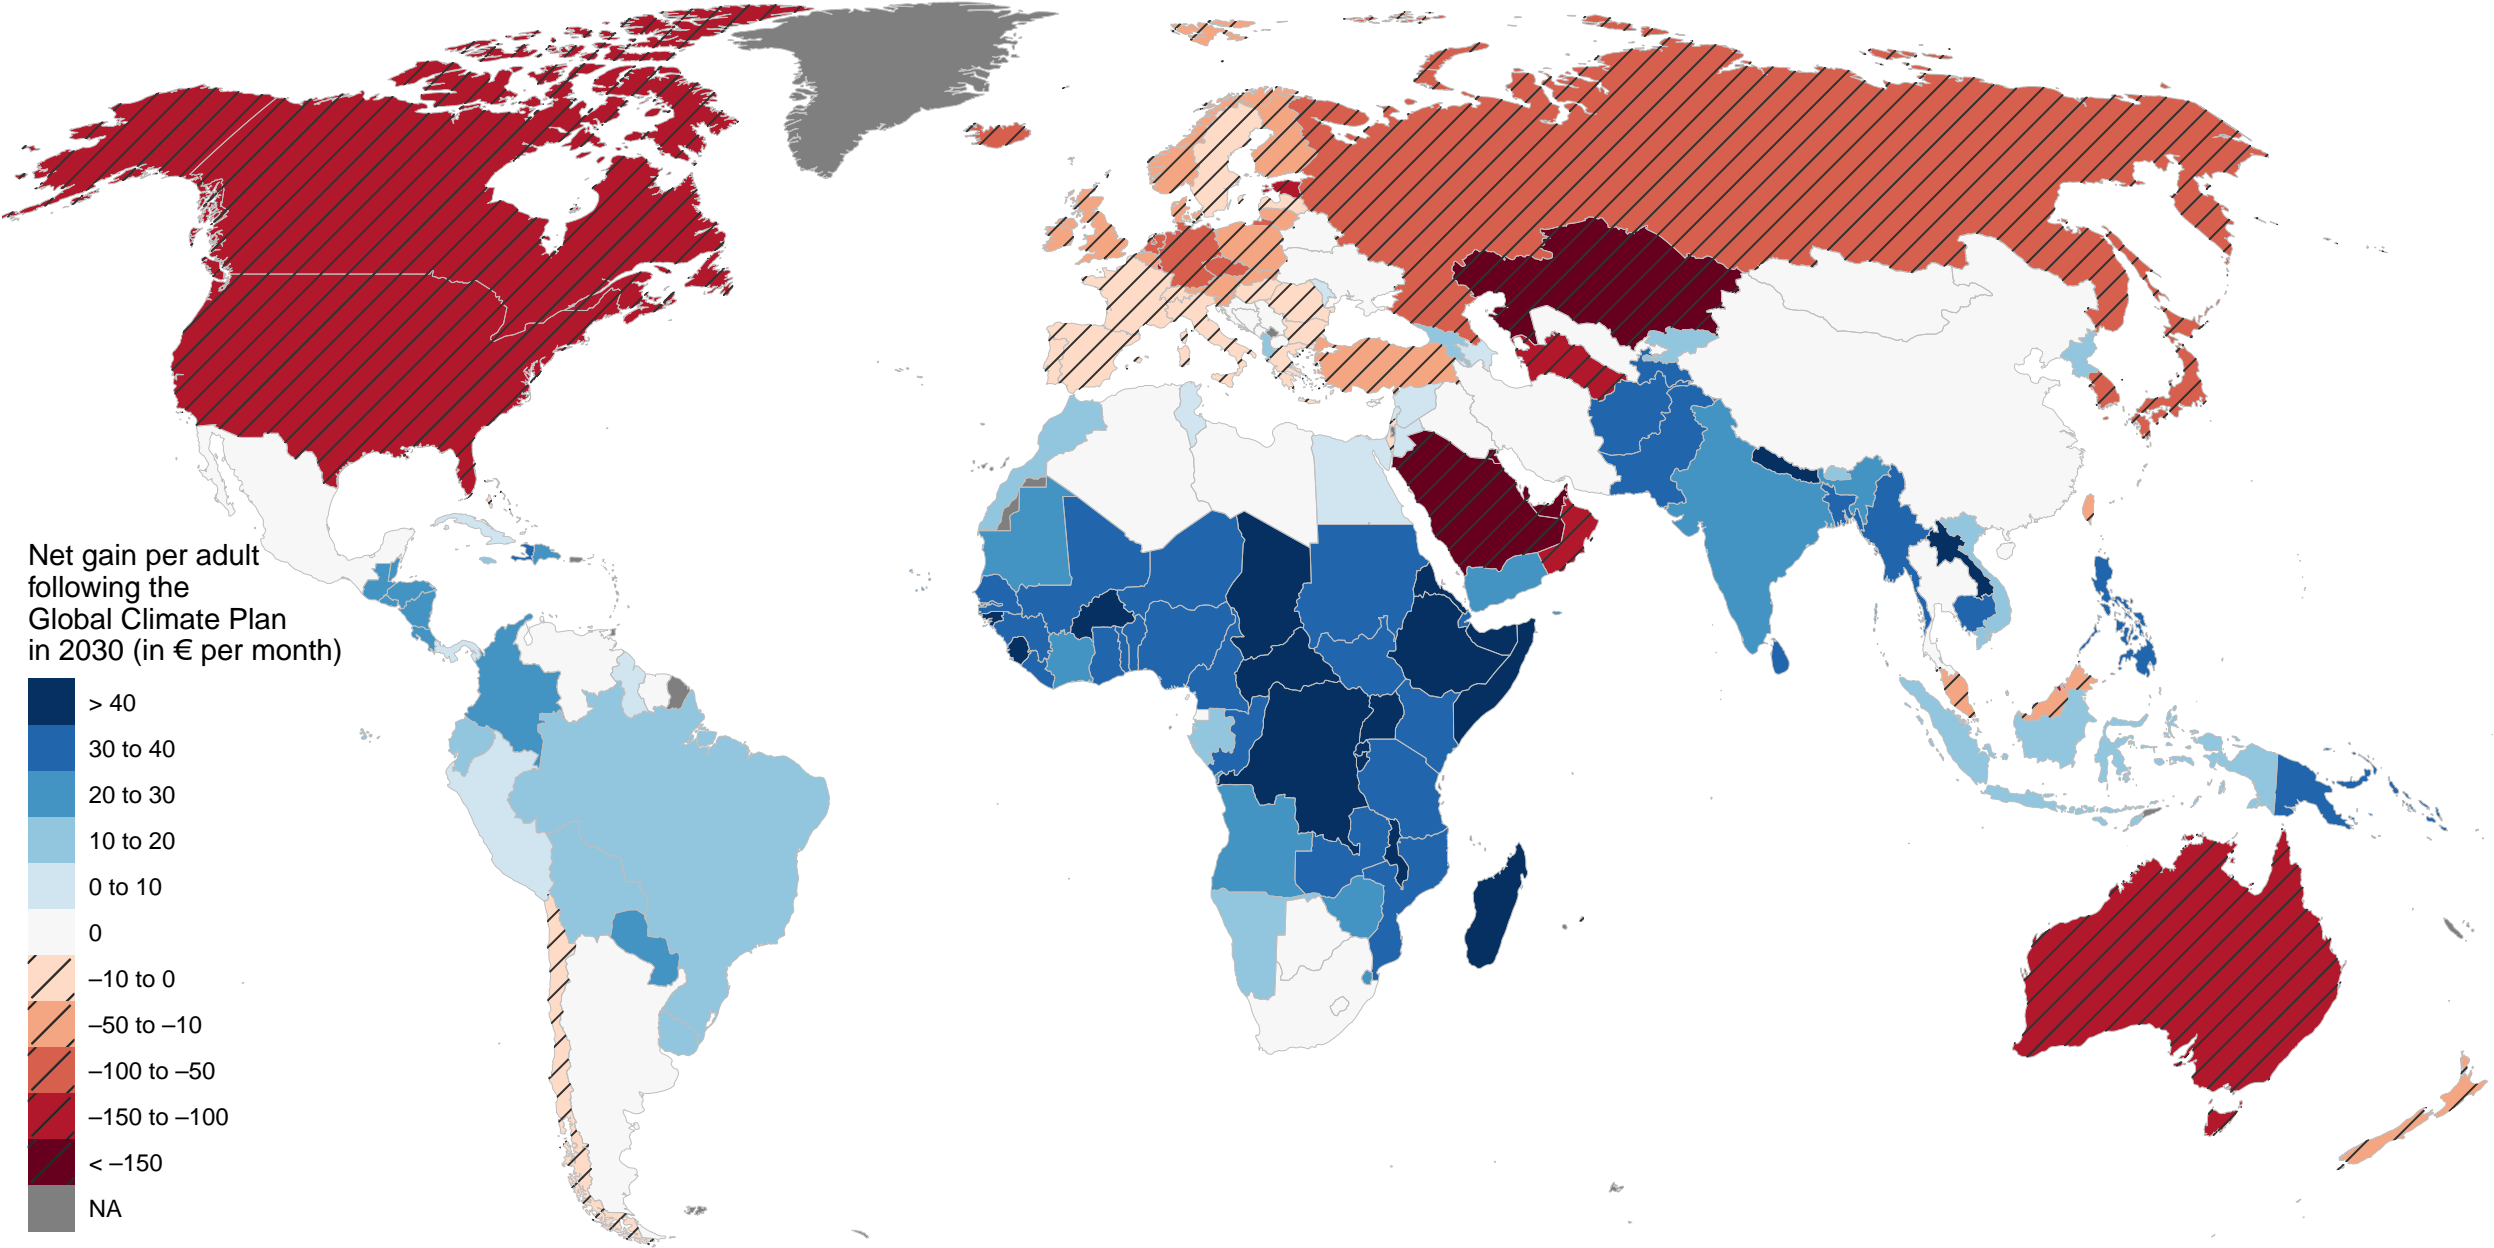 Net gain per adult
following the
Global Climate Plan
in 2030 (in € per month)
> 40
30 to 40
20 to 30
10 to 20
0 to 10
0
–10 to 0
–50 to –10
–100 to –50
–150 to –100
< –150
NA